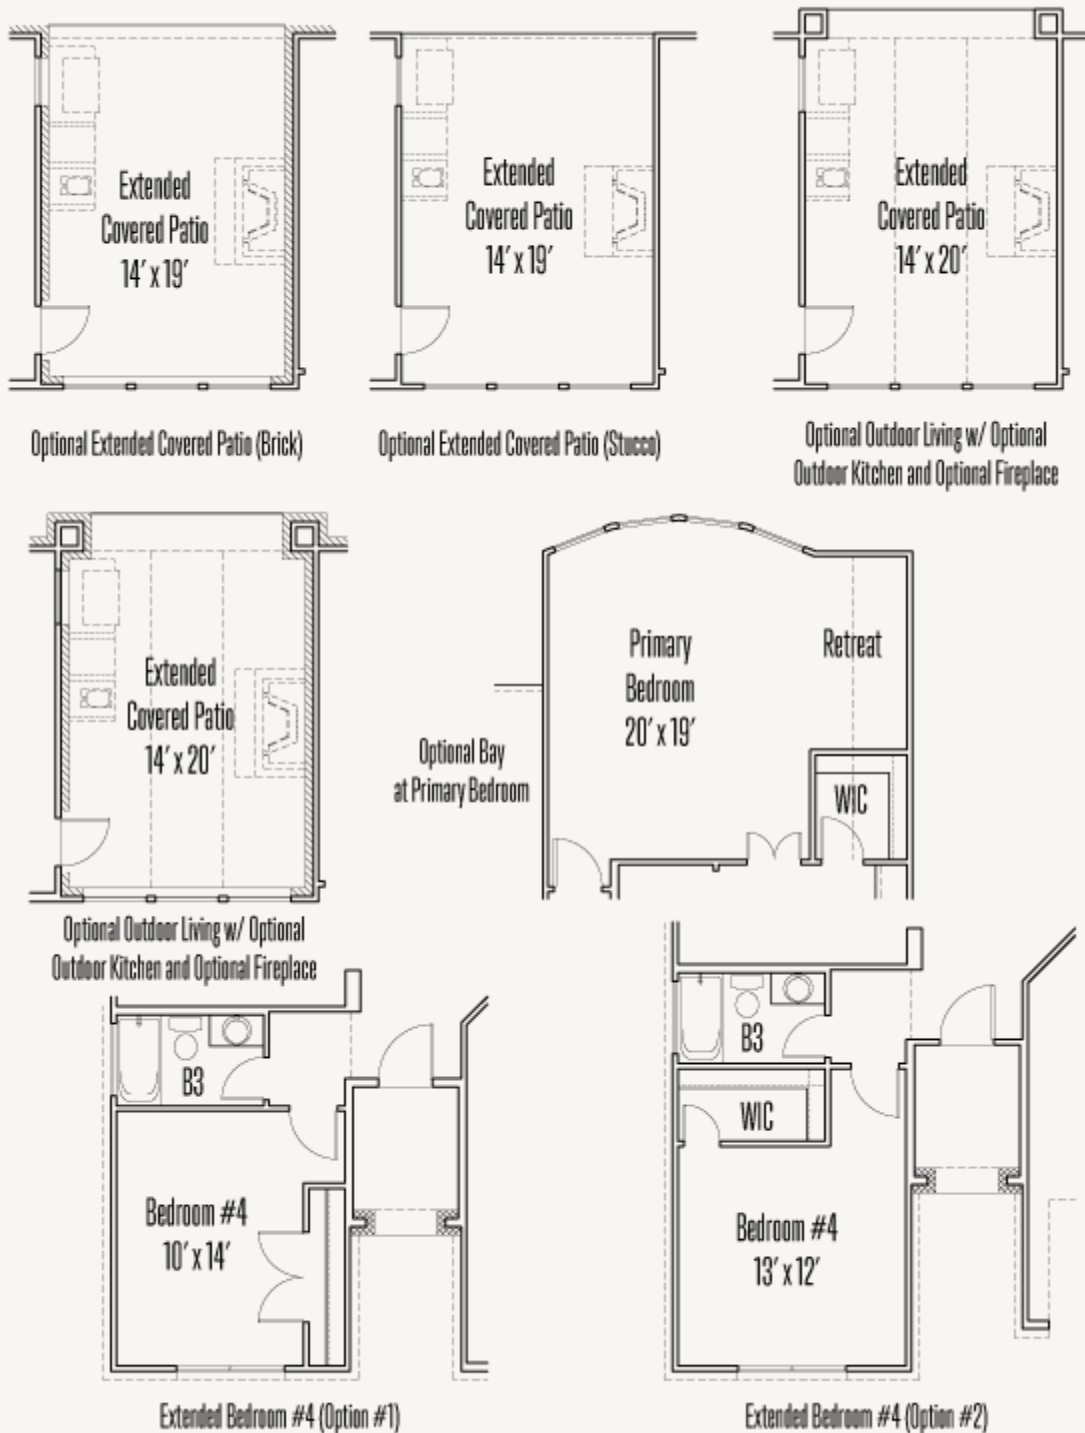 Extended
Covered Patio
14' x 19'
Optional Extended Covered Patio (Brick)
Extended
Covered Patio
14' x 19'
Optional Extended Covered Patio (Stucco)
Extended
Covered Patio
14' x 20'
Optional Outdoor Living w/ Optional
Outdoor Kitchen and Optional Fireplace
Extended
Covered Patio
14' x 20'
Optional Outdoor Living w/ Optional
Outdoor Kitchen and Optional Fireplace
Primary
Bedroom
20' x 19'
Retreat
WIC
Optional Bay
at Primary Bedroom
B3
Bedroom #4
10' x 14'
Extended Bedroom #4 (Option #1)
B3
WIC
Bedroom #4
13' x 12'
Extended Bedroom #4 (Option #2)